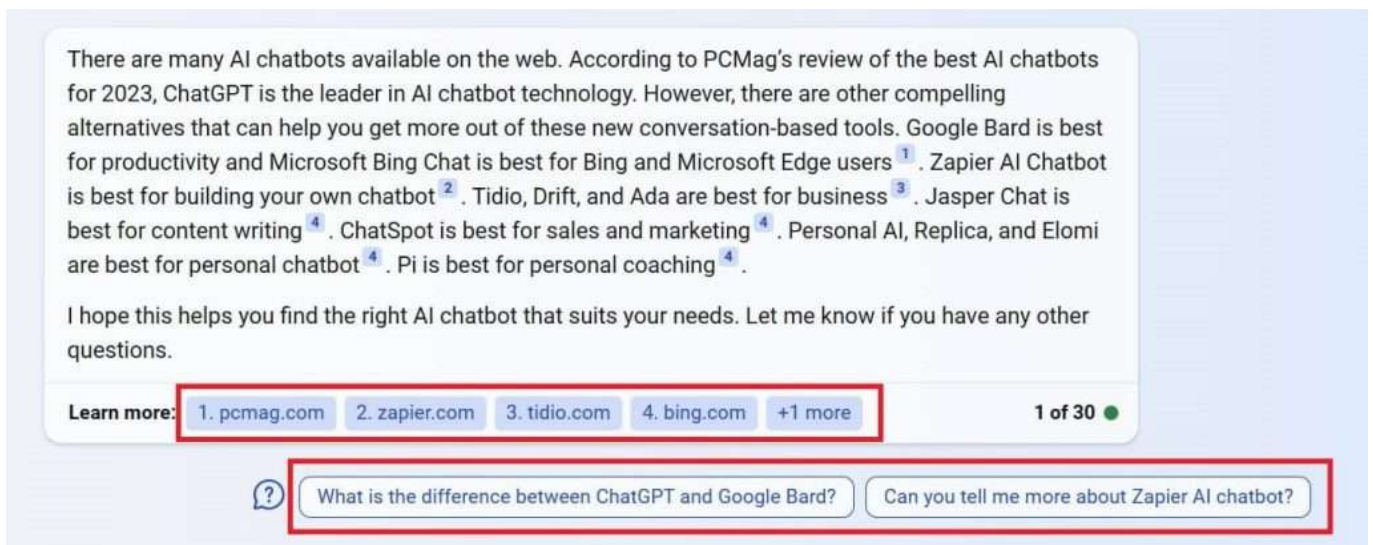 There are many AI chatbots available on the web. According to PCMag's review of the best AI chatbots
for 2023, ChatGPT is the leader in AI chatbot technology. However, there are other compelling
alternatives that can help you get more out of these new conversation-based tools. Google Bard is best
for productivity and Microsoft Bing Chat is best for Bing and Microsoft Edge users 1 . Zapier AI Chatbot
is best for building your own chatbot 2 . Tidio, Drift, and Ada are best for business 3 . Jasper Chat is
best for content writing 4 . ChatSpot is best for sales and marketing 4 . Personal AI, Replica, and Elomi
are best for personal chatbot 4 . Pi is best for personal coaching 4 .
I hope this helps you find the right AI chatbot that suits your needs. Let me know if you have any other
questions.
Learn more: 1. pcmag.com 2. zapier.com 3. tidio.com 4. bing.com +1 more 1 of 30
What is the difference between ChatGPT and Google Bard? Can you tell me more about Zapier AI chatbot?